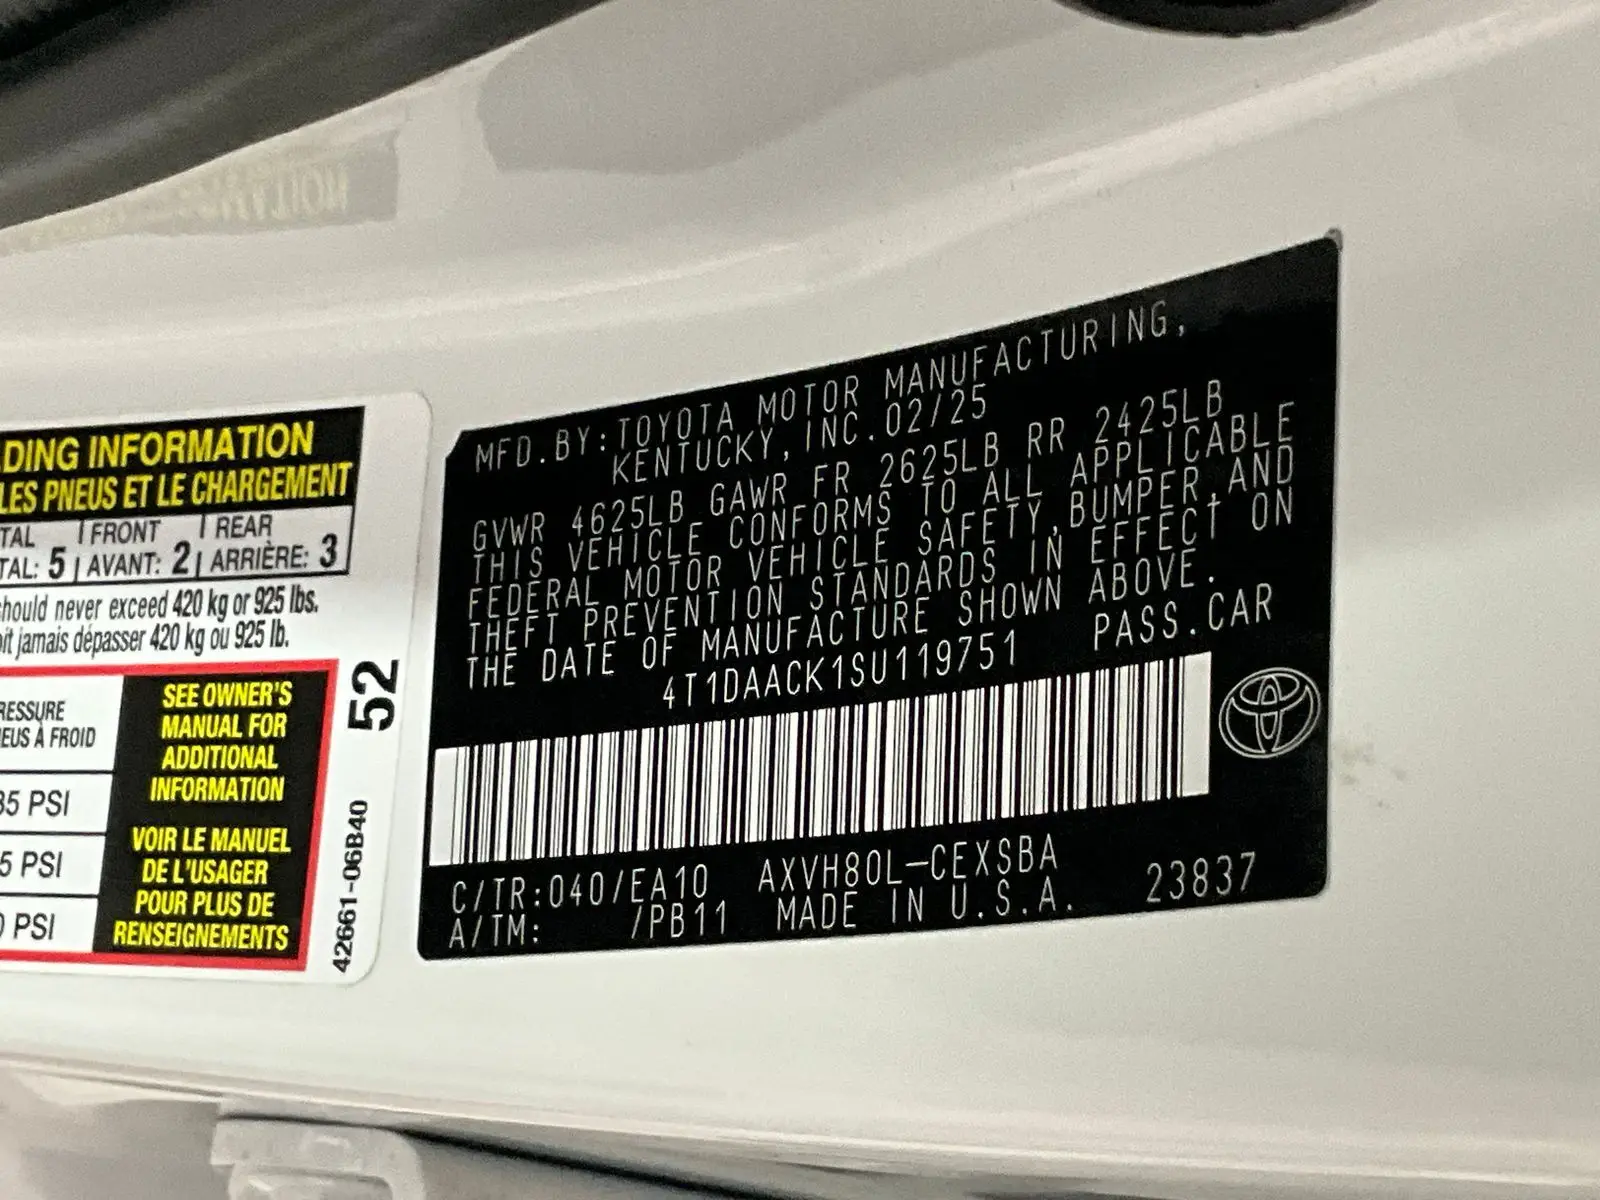 DING INFORMATION
LES PNEUS ET LE CHARGEMENT
TAL FRONT REAR
TAL: 5 AVANT: 2 ARRIÈRE: 3
hould never exceed 420 kg or 925 lbs.
it jamais dépasser 420 kg ou 925 lb.
RESSURE
EUS À FROID
35 PSI
5 PSI
0 PSI
SEE OWNER'S
MANUAL FOR
ADDITIONAL
INFORMATION
VOIR LE MANUEL
DE L'USAGER
POUR PLUS DE
RENSEIGNEMENTS
52
42661-06B40
MFD.BY:TOYOTA MOTOR MANUFACTURING,
KENTUCKY, INC.02/25
GVWR 4625LB GAWR FR 2625LB RR 2425LB
THIS VEHICLE CONFORMS TO ALL APPLICABLE
FEDERAL MOTOR VEHICLE SAFETY,BUMPER,AND
THEFT PREVENTION STANDARDS IN EFFECT ON
THE DATE OF MANUFACTURE SHOWN ABOVE.
4T1DAACK1SU119751 PASS.CAR
C/TR:040/EA10 AXVH80L-CEXSBA
A/TM: /PB11 MADE IN U.S.A. 23837